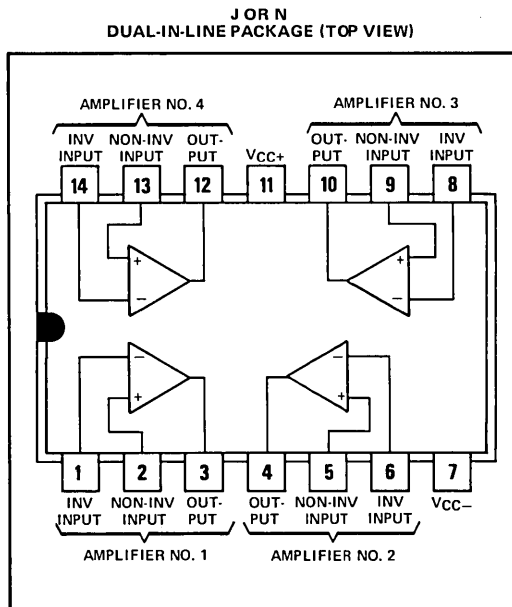 J OR N
DUAL-IN-LINE PACKAGE (TOP VIEW)
AMPLIFIER NO. 4
AMPLIFIER NO. 3
INV INPUT
NON-INV INPUT
OUT-PUT
VCC+
OUT-PUT
NON-INV INPUT
INV INPUT
14 13 12 11 10 9 8
+ +
− −
− −
+ +
1 2 3 4 5 6 7
INV INPUT
NON-INV INPUT
OUT-PUT
OUT-PUT
NON-INV INPUT
INV INPUT
VCC−
AMPLIFIER NO. 1
AMPLIFIER NO. 2